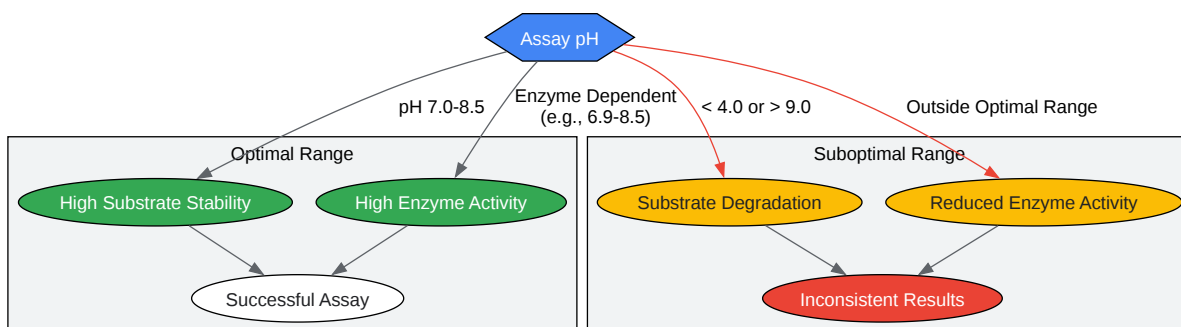 Assay pH
pH 7.0-8.5
Enzyme Dependent
(e.g., 6.9-8.5)
< 4.0 or > 9.0
Outside Optimal Range
Optimal Range
Suboptimal Range
High Substrate Stability
High Enzyme Activity
Substrate Degradation
Reduced Enzyme Activity
Successful Assay
Inconsistent Results